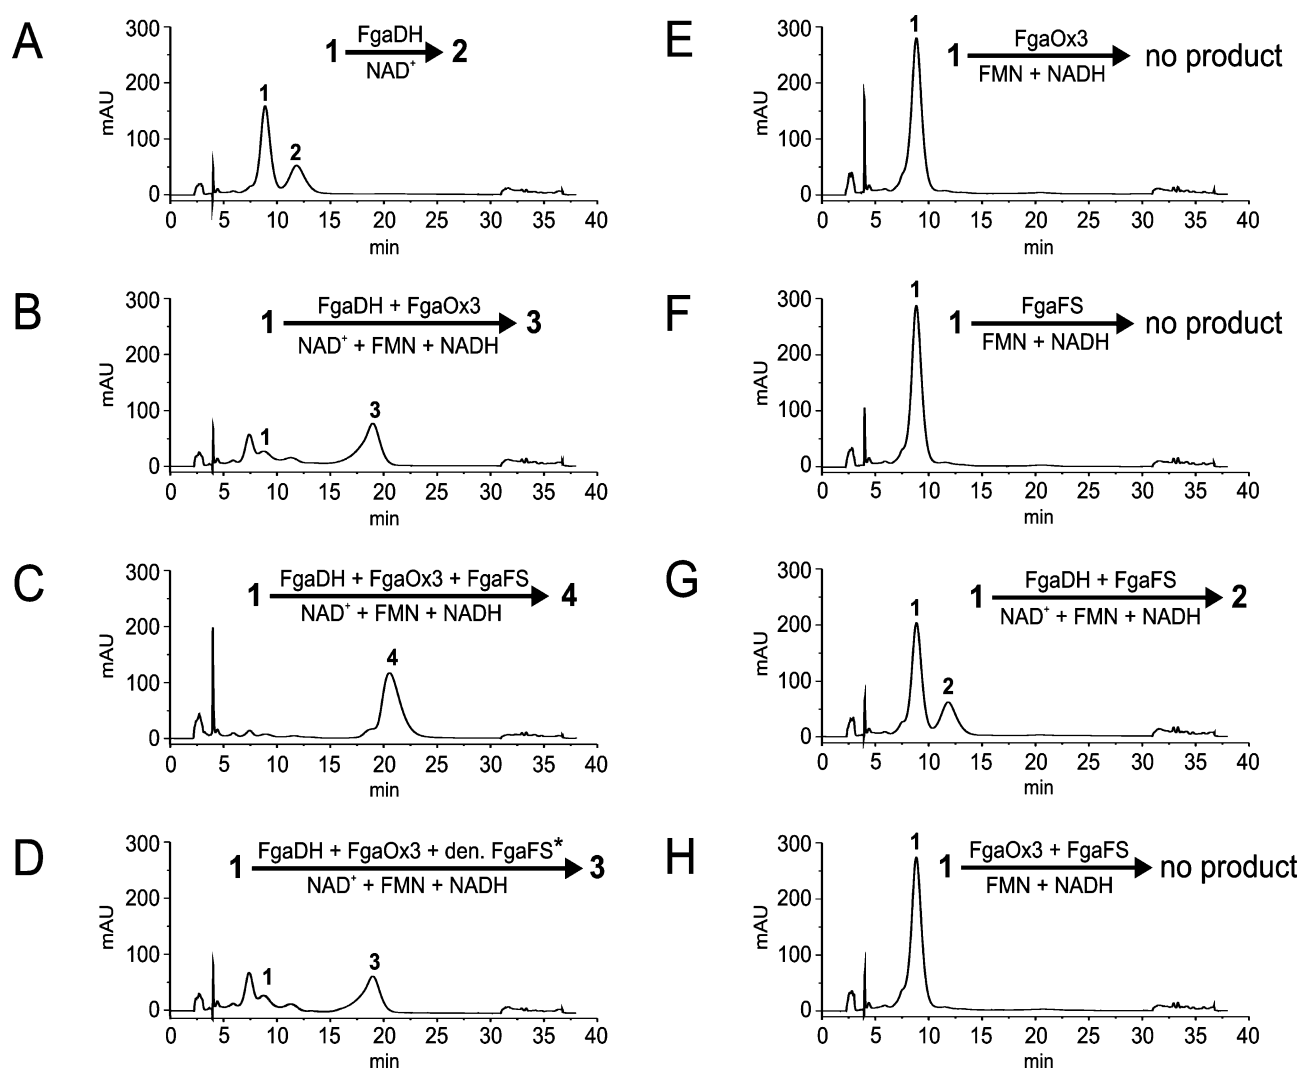 A
300
200
100
0
mAU
0 5 10 15 20 25 30 35 40
min
1 FgaDH 2
NAD⁺
1
2
B
300
200
100
0
mAU
0 5 10 15 20 25 30 35 40
min
1 FgaDH + FgaOx3 3
NAD⁺ + FMN + NADH
1
3
C
300
200
100
0
mAU
0 5 10 15 20 25 30 35 40
min
1 FgaDH + FgaOx3 + FgaFS 4
NAD⁺ + FMN + NADH
4
D
300
200
100
0
mAU
0 5 10 15 20 25 30 35 40
min
1 FgaDH + FgaOx3 + den. FgaFS* 3
NAD⁺ + FMN + NADH
1
3
E
300
200
100
0
mAU
0 5 10 15 20 25 30 35 40
min
1 FgaOx3 no product
FMN + NADH
1
F
300
200
100
0
mAU
0 5 10 15 20 25 30 35 40
min
1 FgaFS no product
FMN + NADH
1
G
300
200
100
0
mAU
0 5 10 15 20 25 30 35 40
min
1 FgaDH + FgaFS 2
NAD⁺ + FMN + NADH
1
2
H
300
200
100
0
mAU
0 5 10 15 20 25 30 35 40
min
1 FgaOx3 + FgaFS no product
FMN + NADH
1